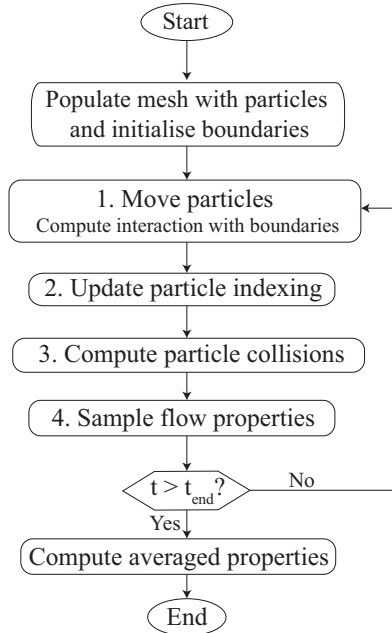 Start
Populate mesh with particles
and initialise boundaries
1. Move particles
Compute interaction with boundaries
2. Update particle indexing
3. Compute particle collisions
4. Sample flow properties
t > t_end?
No
Yes
Compute averaged properties
End